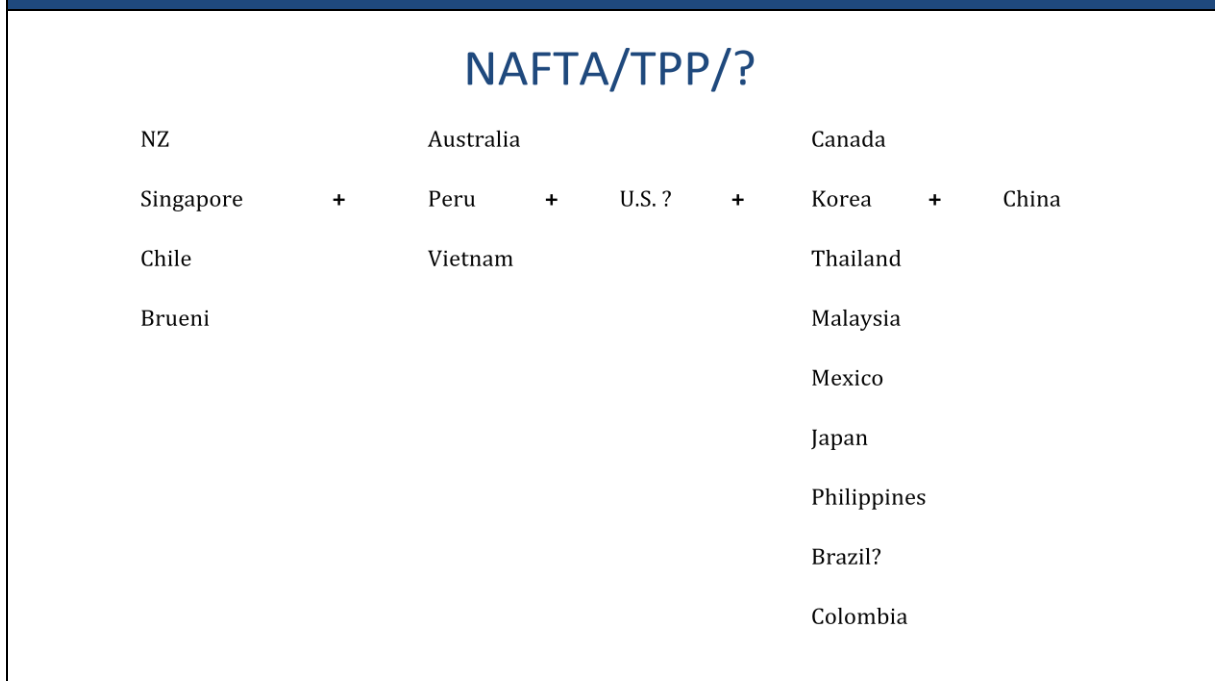 NAFTA/TPP/?
NZ Australia Canada
Singapore + Peru + U.S. ? + Korea + China
Chile Vietnam Thailand
Brueni Malaysia
Mexico
Japan
Philippines
Brazil?
Colombia